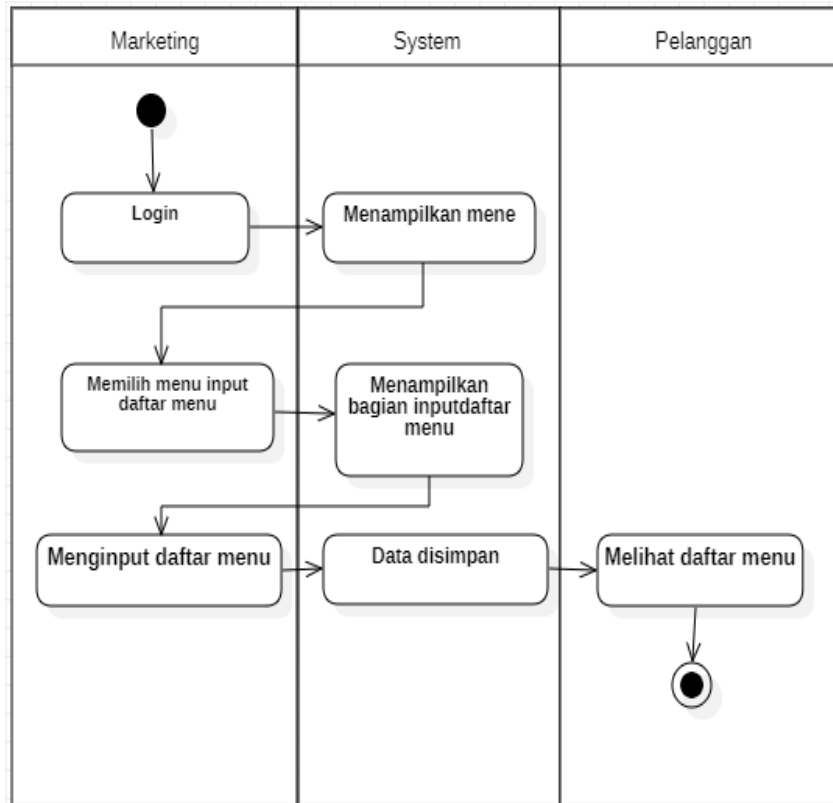 Marketing
System
Pelanggan
Login
Menampilkan mene
Memilih menu input
daftar menu
Menampilkan
bagian inputdaftar
menu
Menginput daftar menu
Data disimpan
Melihat daftar menu